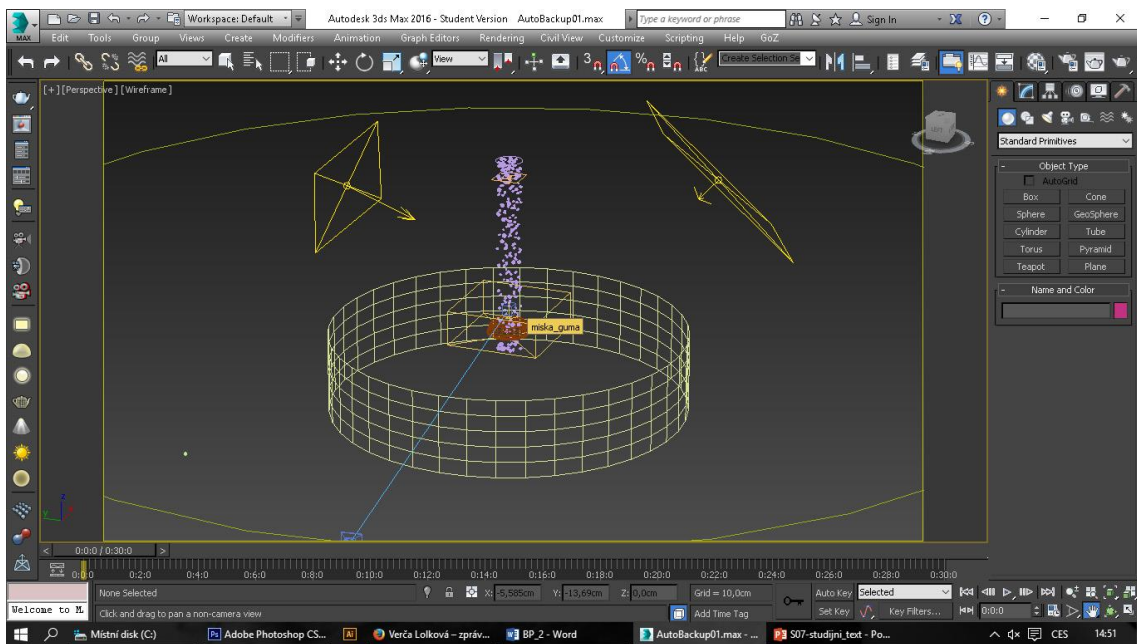 Workspace: Default
Autodesk 3ds Max 2016 - Student Version AutoBackup01.max
Type a keyword or phrase
Sign In
MAX
Edit Tools Group Views Create Modifiers Animation Graph Editors Rendering Civil View Customize Scripting Help GoZ
All
View
3
%
ABC
Create Selection Se
[+] [Perspective] [Wireframe]
Standard Primitives
- Object Type
AutoGrid
Box Cone
Sphere GeoSphere
Cylinder Tube
Torus Pyramid
Teapot Plane
- Name and Color
miska_guma
z
y
< 0:0:0 / 0:30:0 >
0:0:0 0:2:0 0:4:0 0:6:0 0:8:0 0:10:0 0:12:0 0:14:0 0:16:0 0:18:0 0:20:0 0:22:0 0:24:0 0:26:0 0:28:0 0:30:0
None Selected
X: -5,585cm Y: -13,69cm Z: 0,0cm
Grid = 10,0cm
Auto Key Selected
Welcome to M.
Click and drag to pan a non-camera view
Add Time Tag
Set Key Key Filters...
0:0:0
Místní disk (C:)
Ps Adobe Photoshop CS...
Ai
Verča Lolková – zpráv...
BP_2 - Word
AutoBackup01.max - ...
S07-studijni_text - Po...
CES
14:51